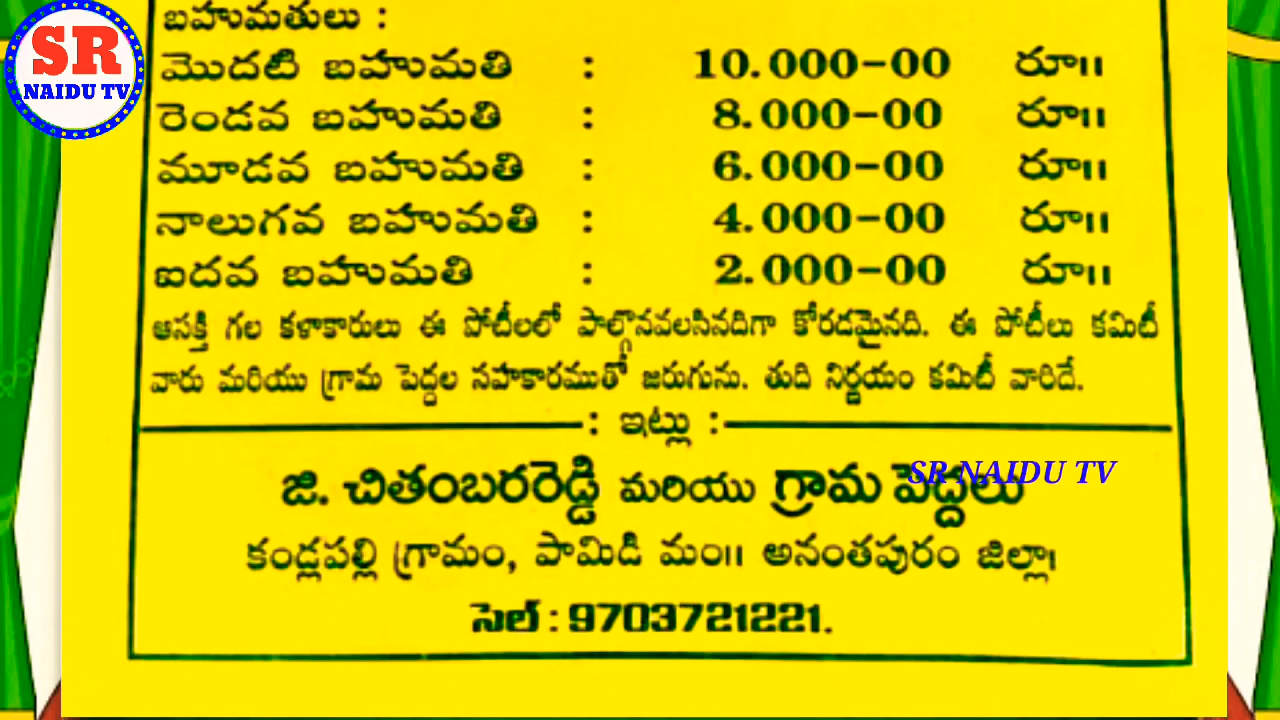 SR
NAIDU TV
బహుమతులు :
మొదటి బహుమతి : 10.000-00 రూ॥
రెండవ బహుమతి : 8.000-00 రూ॥
మూడవ బహుమతి : 6.000-00 రూ॥
నాలుగవ బహుమతి : 4.000-00 రూ॥
ఐదవ బహుమతి : 2.000-00 రూ॥
ఆసక్తి గల కళాకారులు ఈ పోటీలలో పాల్గొనవలసినదిగా కోరడమైనది. ఈ పోటీలు కమిటీ
వారు మరియు గ్రామ పెద్దల సహకారముతో జరుగును. తుది నిర్ణయం కమిటీ వారిదే.
: ఇట్లు :
జి. చితంబరరెడ్డి మరియు గ్రామ పెద్దలు
SR NAIDU TV
కండ్లపల్లి గ్రామం, పామిడి మం॥ అనంతపురం జిల్లా।
సెల్ : 9703721221.